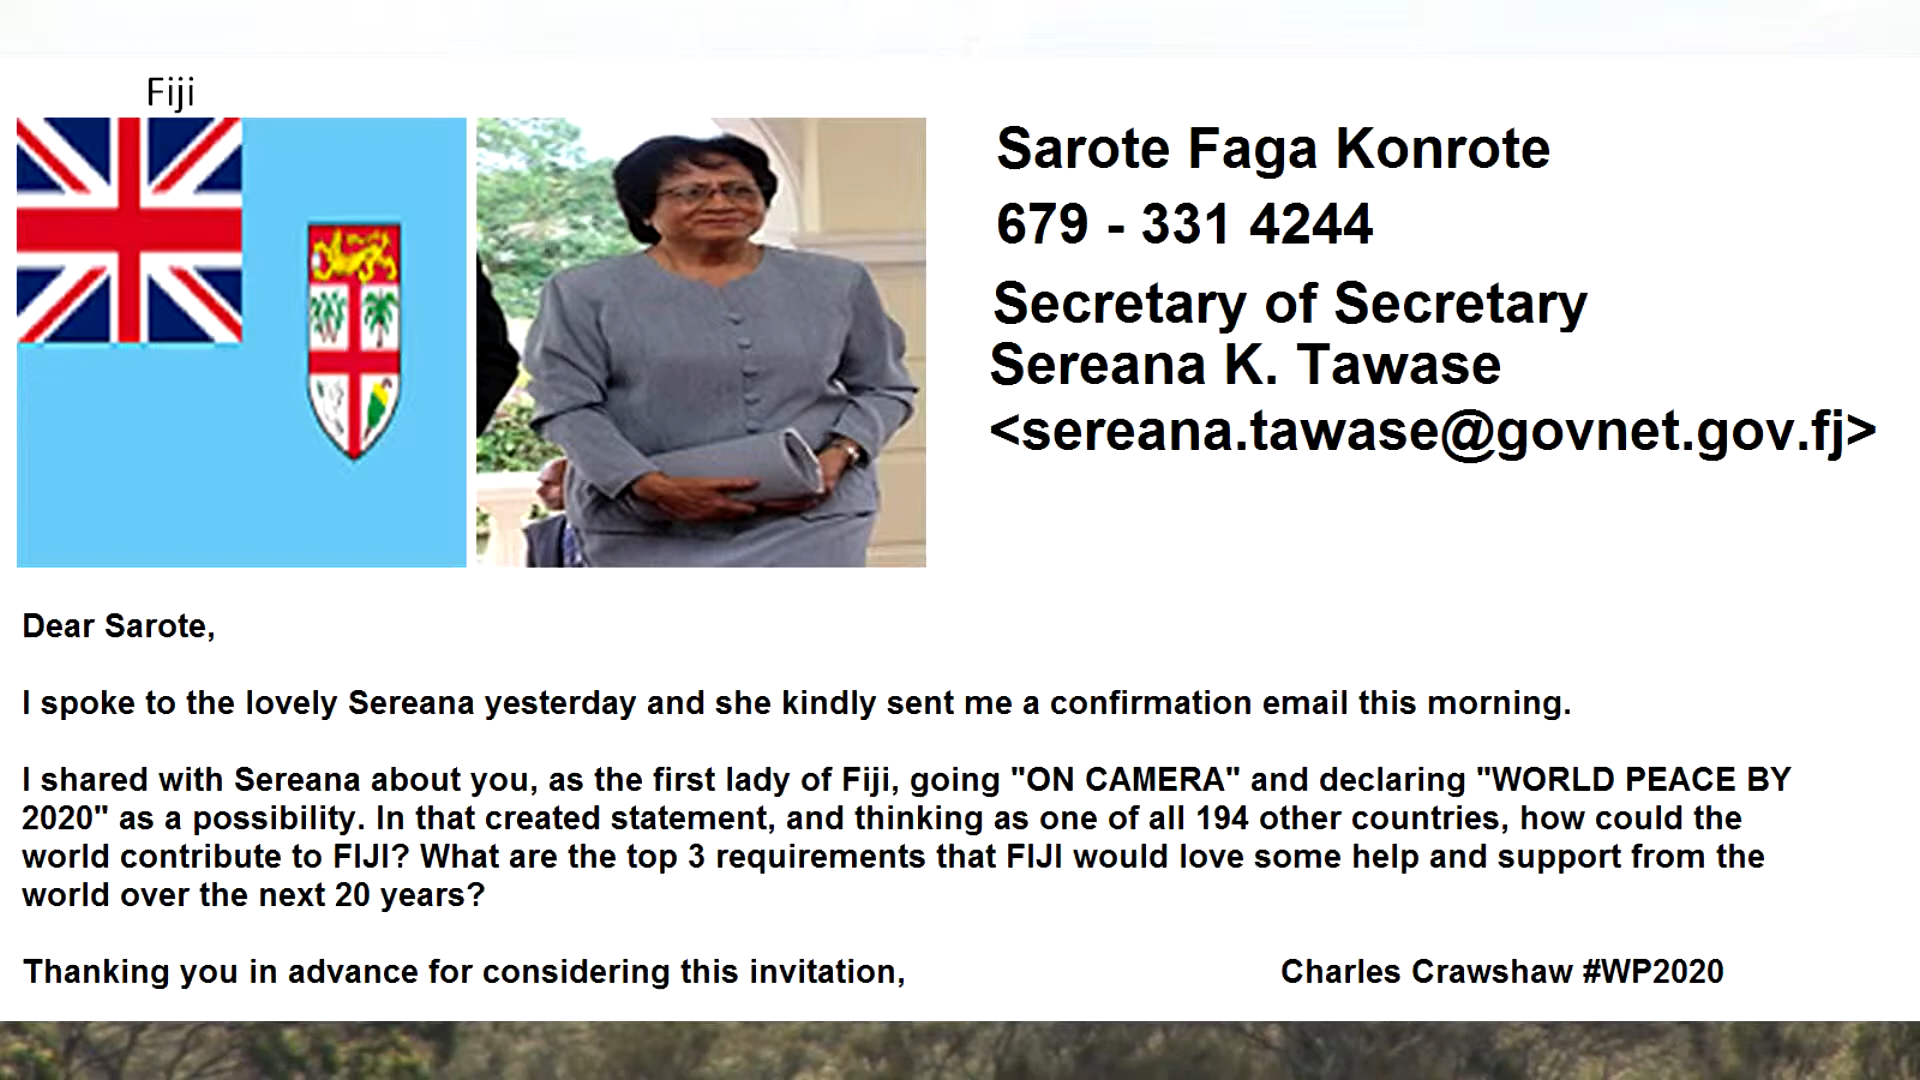 Fiji
Sarote Faga Konrote
679 - 331 4244
Secretary of Secretary
Sereana K. Tawase
<sereana.tawase@govnet.gov.fj>
Dear Sarote,
I spoke to the lovely Sereana yesterday and she kindly sent me a confirmation email this morning.
I shared with Sereana about you, as the first lady of Fiji, going "ON CAMERA" and declaring "WORLD PEACE BY
2020" as a possibility. In that created statement, and thinking as one of all 194 other countries, how could the
world contribute to FIJI? What are the top 3 requirements that FIJI would love some help and support from the
world over the next 20 years?
Thanking you in advance for considering this invitation,
Charles Crawshaw #WP2020